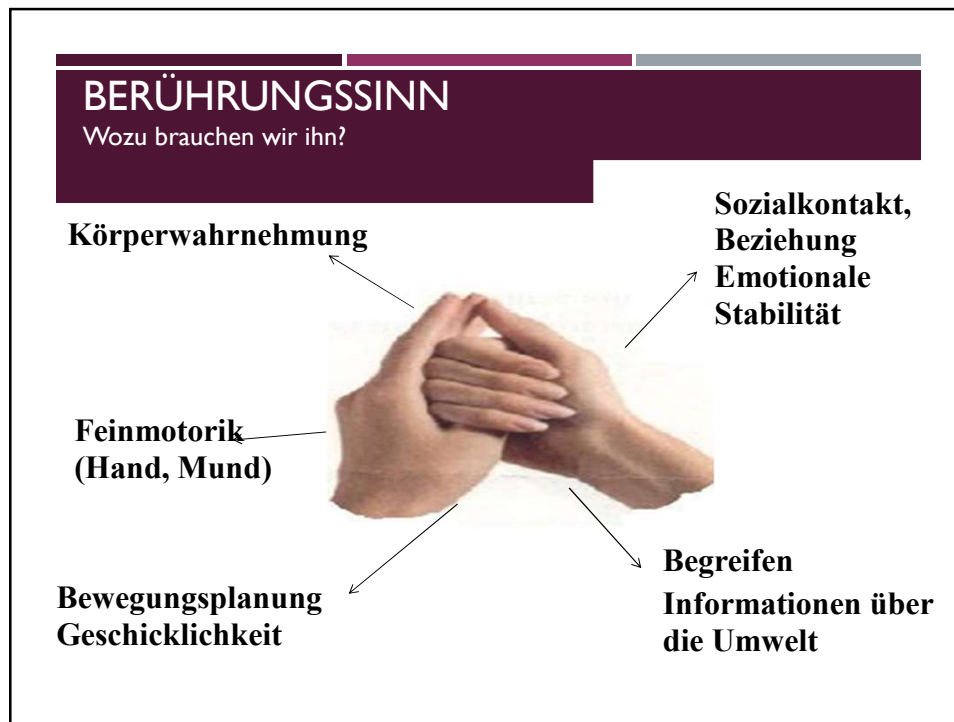 BERÜHRUNGSSINN
Wozu brauchen wir ihn?
Körperwahrnehmung
Sozialkontakt,
Beziehung
Emotionale
Stabilität
Feinmotorik
(Hand, Mund)
Bewegungsplanung
Geschicklichkeit
Begreifen
Informationen über
die Umwelt